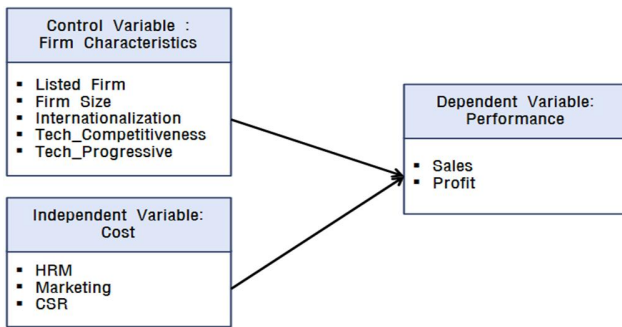 Control Variable :
Firm Characteristics
▪ Listed Firm
▪ Firm Size
▪ Internationalization
▪ Tech_Competitiveness
▪ Tech_Progressive
Independent Variable:
Cost
▪ HRM
▪ Marketing
▪ CSR
Dependent Variable:
Performance
▪ Sales
▪ Profit